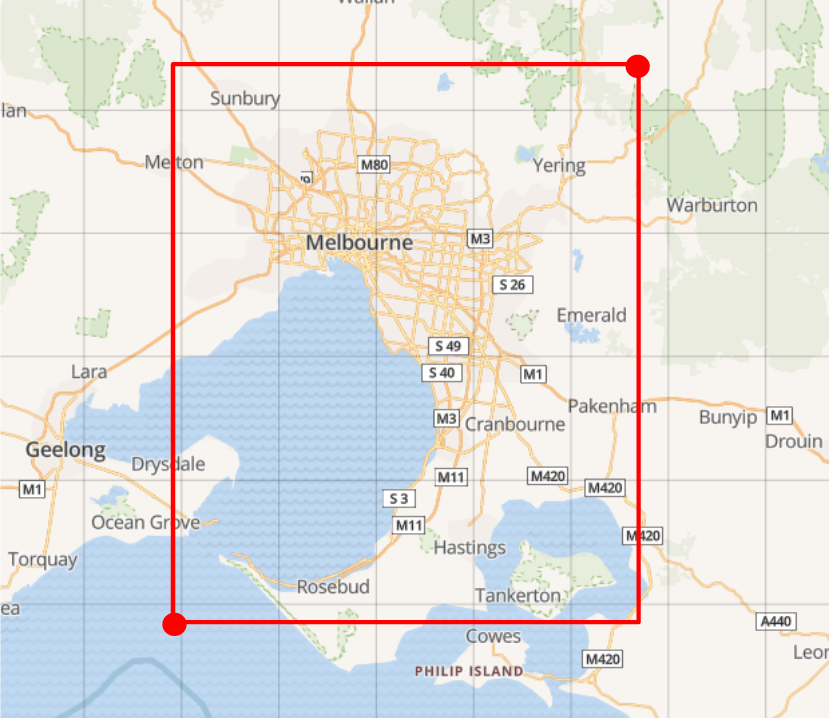 Sunbury
lan
Melton
M80
Yering
Warburton
Melbourne
M3
S 26
Emerald
S 49
Lara
S 40
M1
Pakenham
M3
Cranbourne
Bunyip
M1
Drouin
Geelong
Drysdale
M11
M420
M1
M420
S 3
Ocean Grove
M11
M420
Hastings
Torquay
Rosebud
Tankerton
ea
A440
Cowes
Leon
M420
PHILIP ISLAND